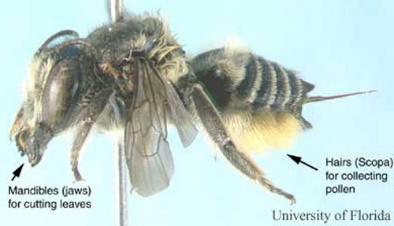 Mandibles (jaws)
for cutting leaves
Hairs (Scopa)
for collecting
pollen
University of Florida